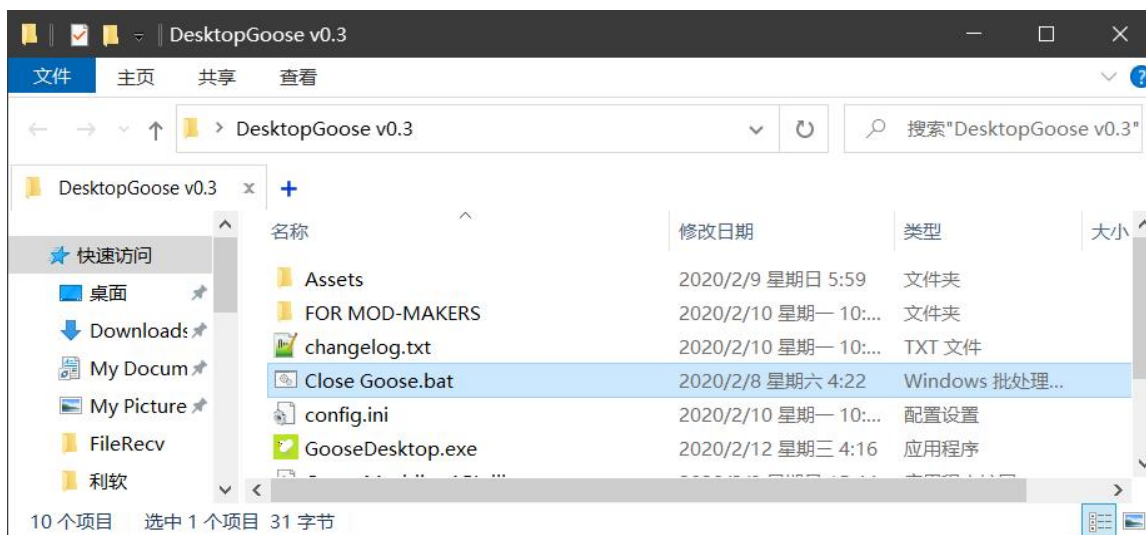 DesktopGoose v0.3
文件 主页 共享 查看
DesktopGoose v0.3 搜索"DesktopGoose v0.3"
DesktopGoose v0.3
名称 修改日期 类型 大小
快速访问
桌面
Downloads
My Docum
My Picture
FileRecv
利软
Assets 2020/2/9 星期日 5:59 文件夹
FOR MOD-MAKERS 2020/2/10 星期一 10:... 文件夹
changelog.txt 2020/2/10 星期一 10:... TXT 文件
Close Goose.bat 2020/2/8 星期六 4:22 Windows 批处理...
config.ini 2020/2/10 星期一 10:... 配置设置
GooseDesktop.exe 2020/2/12 星期三 4:16 应用程序
10 个项目 选中 1 个项目 31 字节